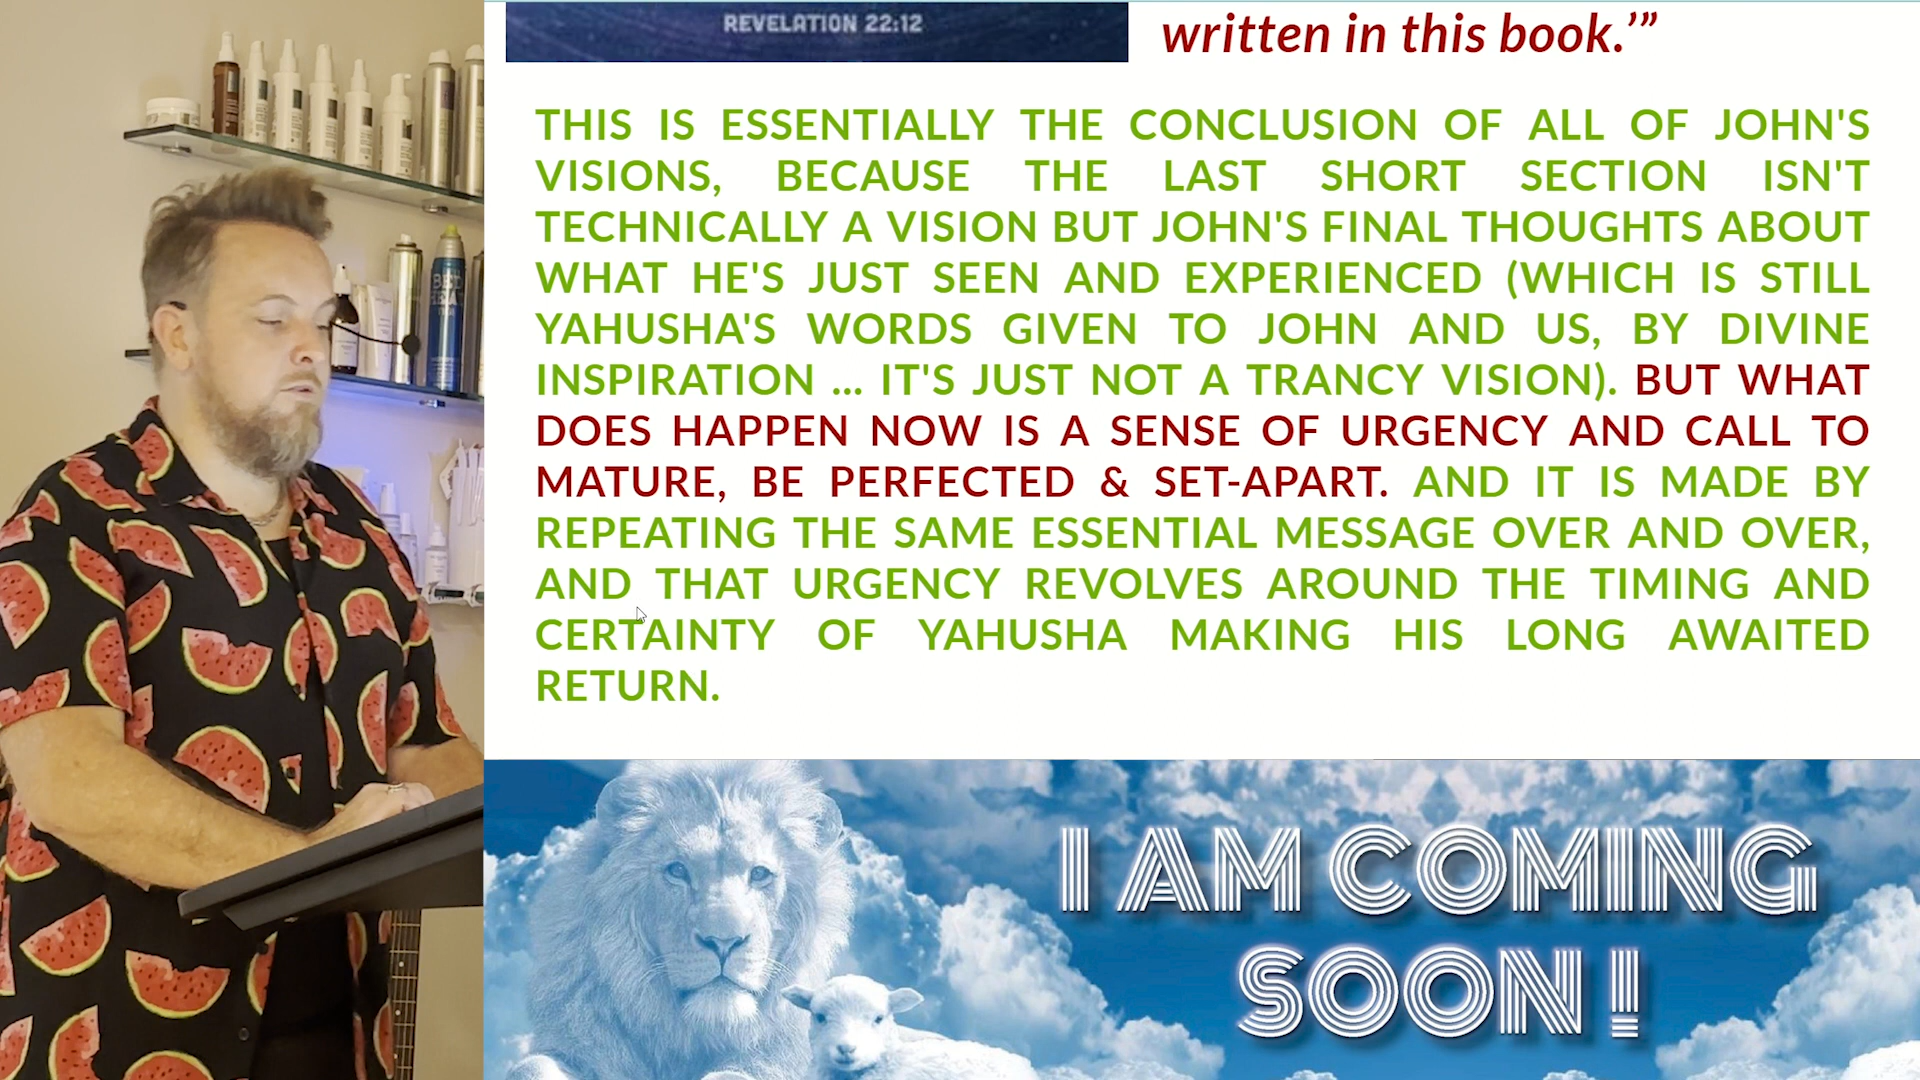 REVELATION 22:12
written in this book.’”
THIS IS ESSENTIALLY THE CONCLUSION OF ALL OF JOHN'S
VISIONS, BECAUSE THE LAST SHORT SECTION ISN'T
TECHNICALLY A VISION BUT JOHN'S FINAL THOUGHTS ABOUT
WHAT HE'S JUST SEEN AND EXPERIENCED (WHICH IS STILL
YAHUSHA'S WORDS GIVEN TO JOHN AND US, BY DIVINE
INSPIRATION ... IT'S JUST NOT A TRANCY VISION). BUT WHAT
DOES HAPPEN NOW IS A SENSE OF URGENCY AND CALL TO
MATURE, BE PERFECTED & SET-APART. AND IT IS MADE BY
REPEATING THE SAME ESSENTIAL MESSAGE OVER AND OVER,
AND THAT URGENCY REVOLVES AROUND THE TIMING AND
CERTAINTY OF YAHUSHA MAKING HIS LONG AWAITED
RETURN.
I AM COMING
SOON !
BED
HEAD